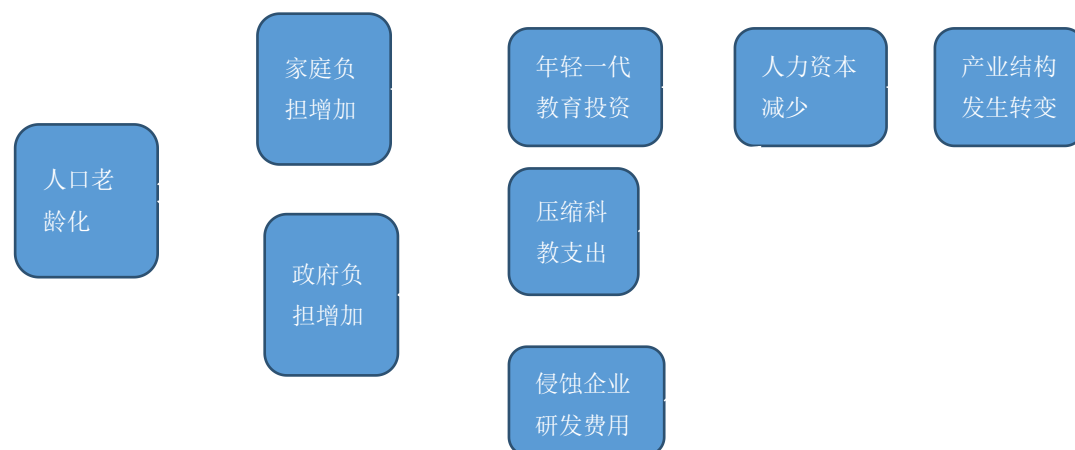 人口老
龄化
家庭负
担增加
政府负
担增加
年轻一代
教育投资
压缩科
教支出
侵蚀企业
研发费用
人力资本
减少
产业结构
发生转变